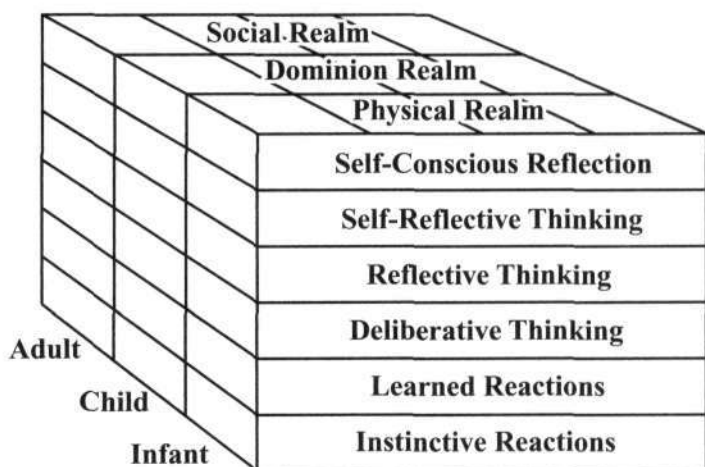 Social Realm
Dominion Realm
Physical Realm
Self-Conscious Reflection
Self-Reflective Thinking
Reflective Thinking
Deliberative Thinking
Learned Reactions
Instinctive Reactions
Adult
Child
Infant